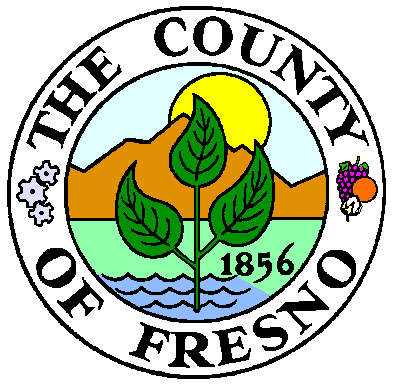 THE COUNTY
OF FRESNO
1856